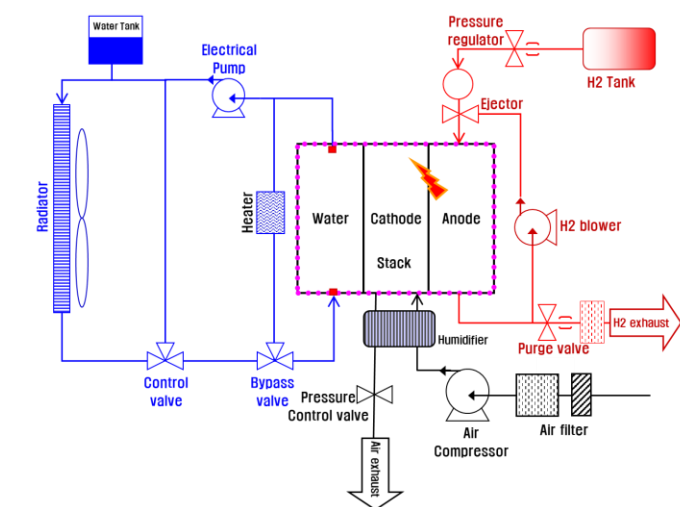 Water Tank
Electrical
Pump
Pressure
regulator
H2 Tank
Ejector
Radiator
Heater
Water
Cathode
Anode
Stack
H2 blower
H2 exhaust
Humidifier
Purge valve
Control
valve
Bypass
valve
Pressure
Control valve
Air
Compressor
Air filter
Air exhaust